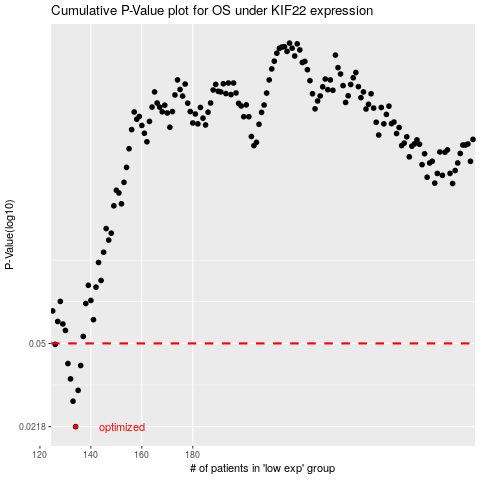 Cumulative P-Value plot for OS under KIF22 expression
P-Value(log10)
0.05
0.0218
optimized
120 140 160 180
# of patients in 'low exp' group